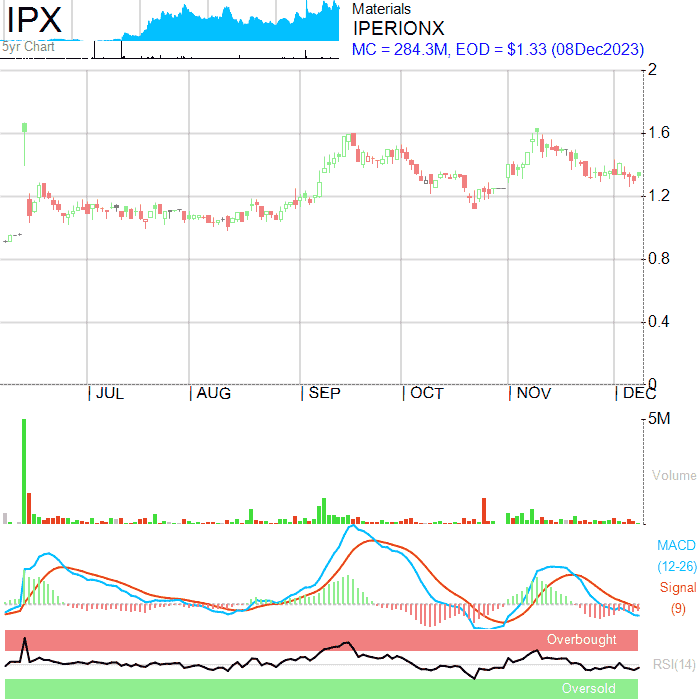 IPX
5yr Chart
Materials
IPERIONX
MC = 284.3M, EOD = $1.33 (08Dec2023)
2
1.6
1.2
0.8
0.4
0
JUL
AUG
SEP
OCT
NOV
DEC
5M
Volume
MACD
(12-26)
Signal
(9)
Overbought
RSI(14)
Oversold